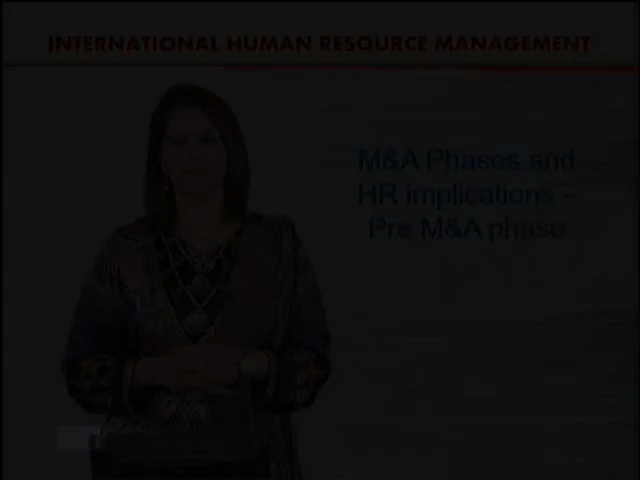 INTERNATIONAL HUMAN RESOURCE MANAGEMENT
M&A Phases and
HR implications –
Pre M&A phase